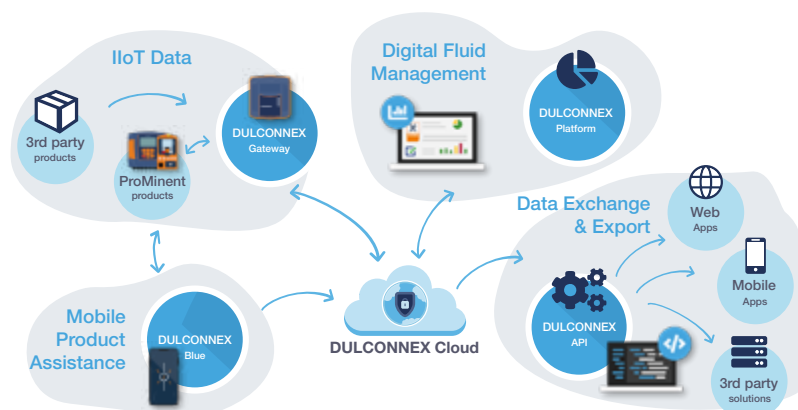 IIoT Data
3rd party
products
ProMinent
products
DULCONNEX
Gateway
Digital Fluid
Management
DULCONNEX
Platform
Data Exchange
& Export
Web
Apps
Mobile
Apps
DULCONNEX
API
3rd party
solutions
Mobile
Product
Assistance
DULCONNEX
Blue
DULCONNEX Cloud